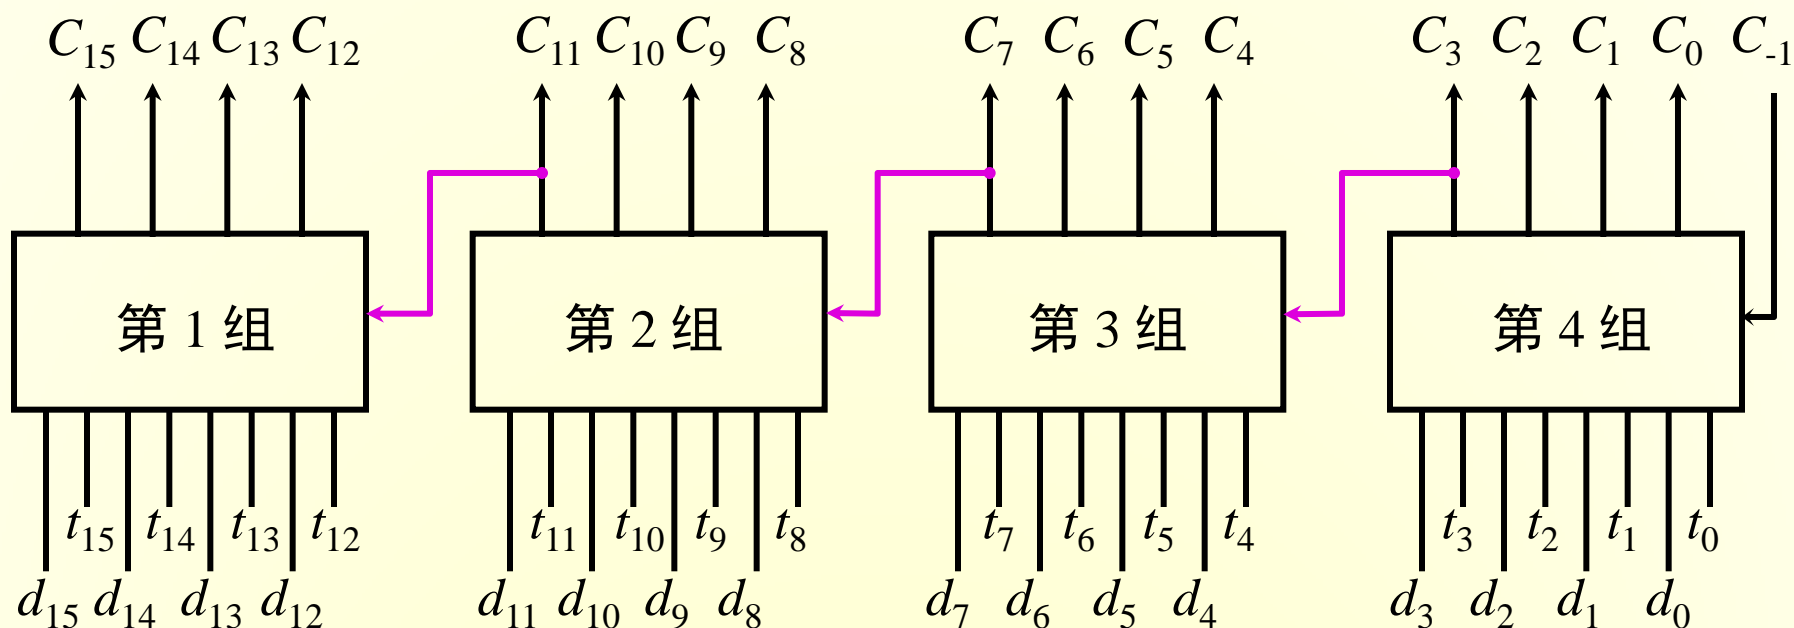 C15 C14 C13 C12 C11 C10 C9 C8 C7 C6 C5 C4 C3 C2 C1 C0 C-1
第 1 组 第 2 组 第 3 组 第 4 组
t15 t14 t13 t12 t11 t10 t9 t8 t7 t6 t5 t4 t3 t2 t1 t0
d15 d14 d13 d12 d11 d10 d9 d8 d7 d6 d5 d4 d3 d2 d1 d0